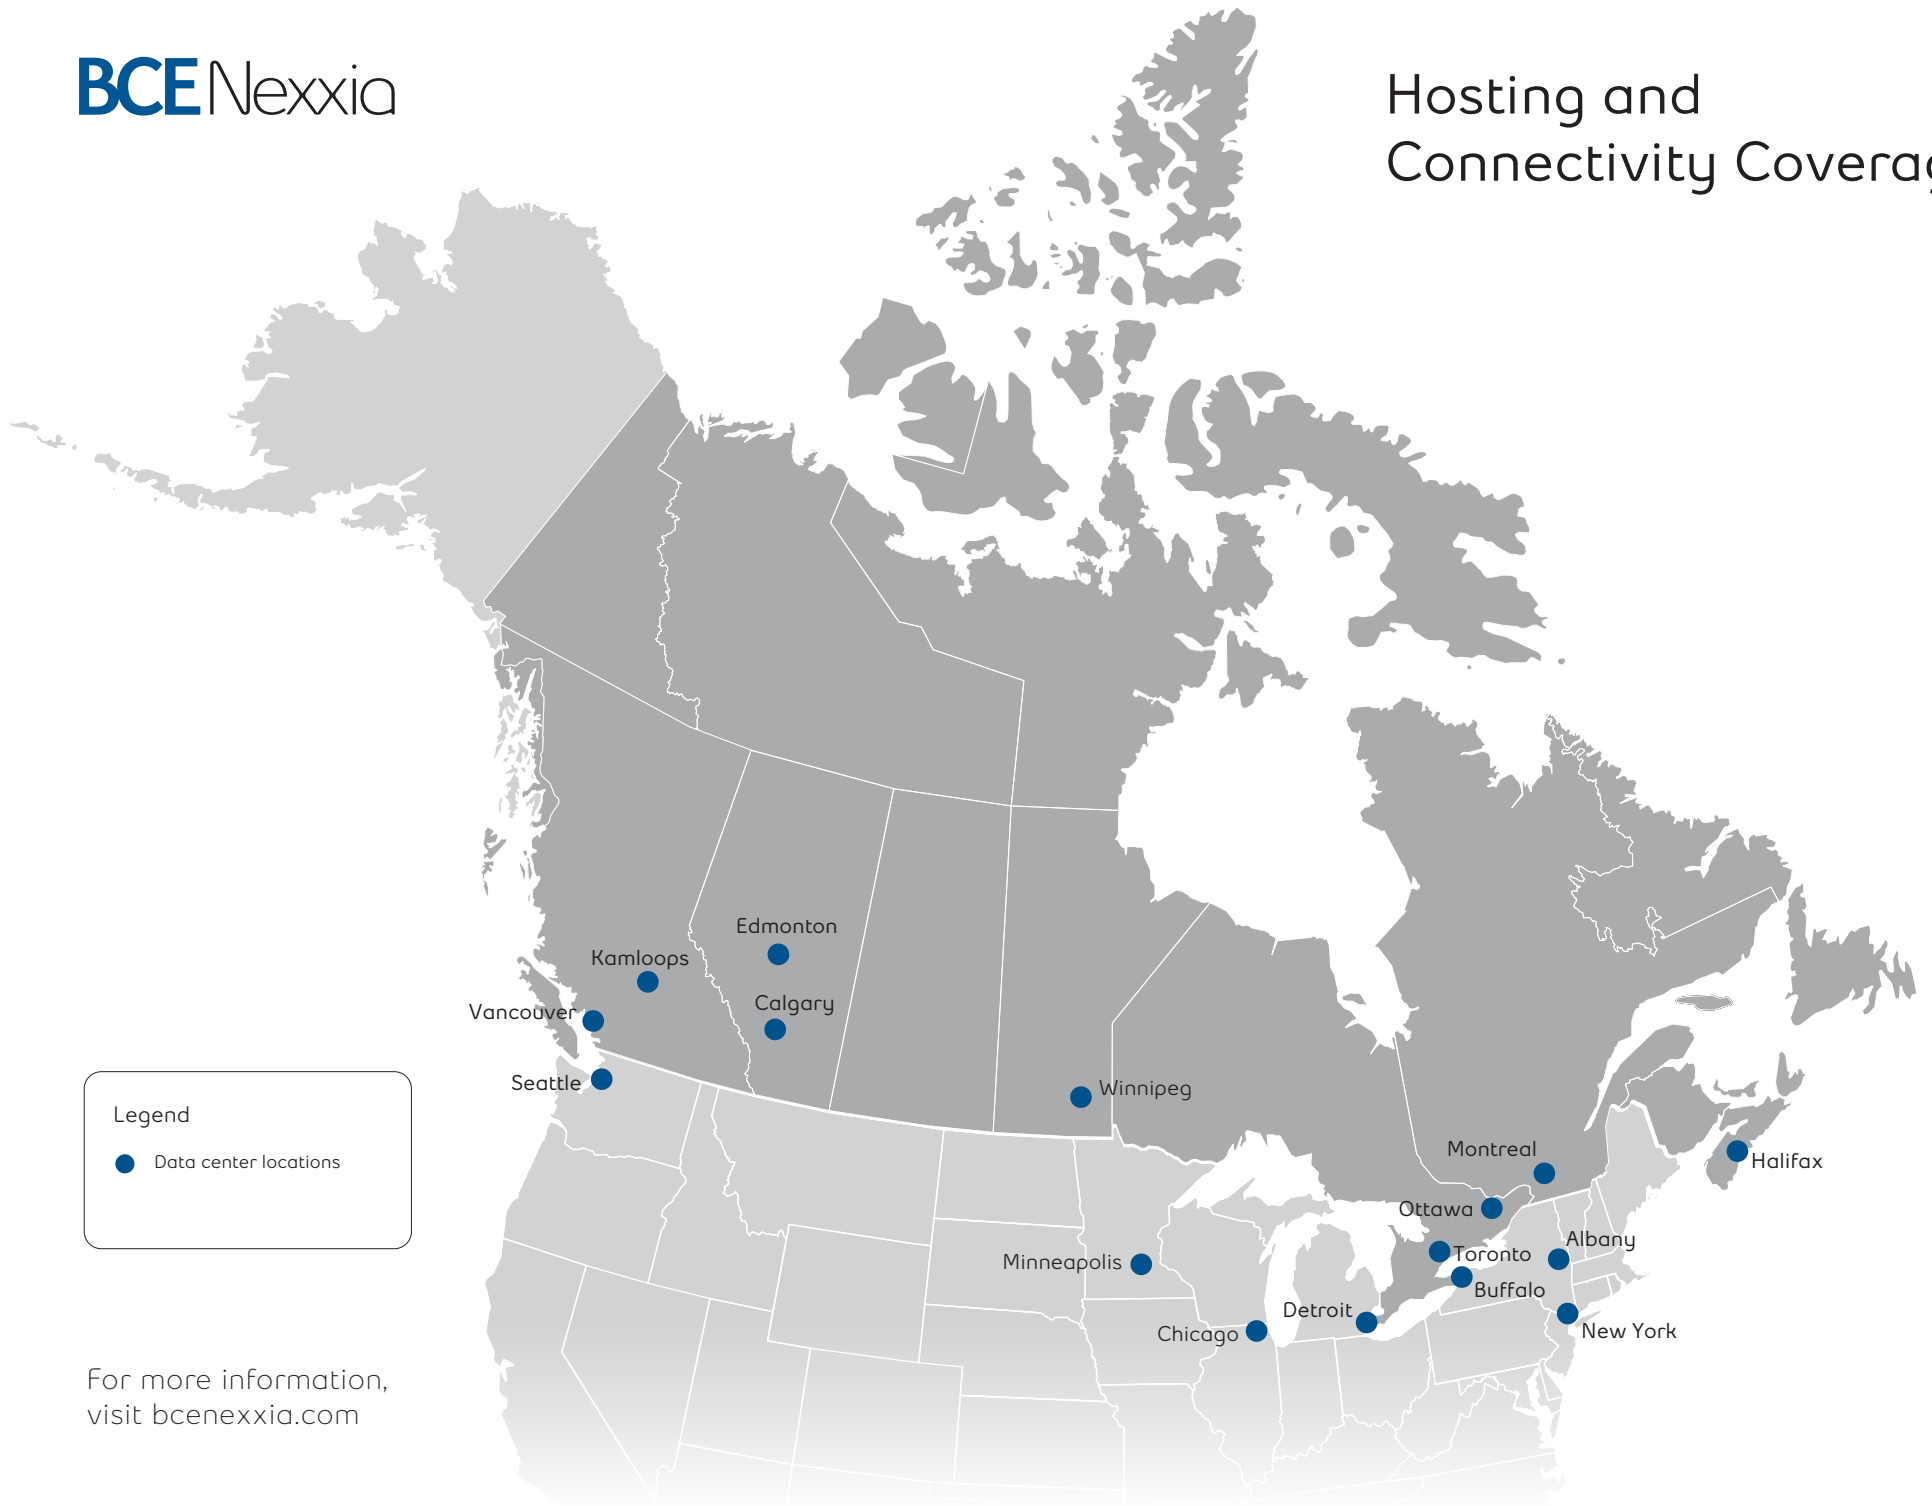 BCE Nexxia
Hosting and
Connectivity Coverag
Edmonton
Kamloops
Calgary
Vancouver
Seattle
Winnipeg
Legend
Data center locations
Montreal
Halifax
Ottawa
Albany
Toronto
Minneapolis
Buffalo
Detroit
Chicago
New York
For more information,
visit bcenexxia.com